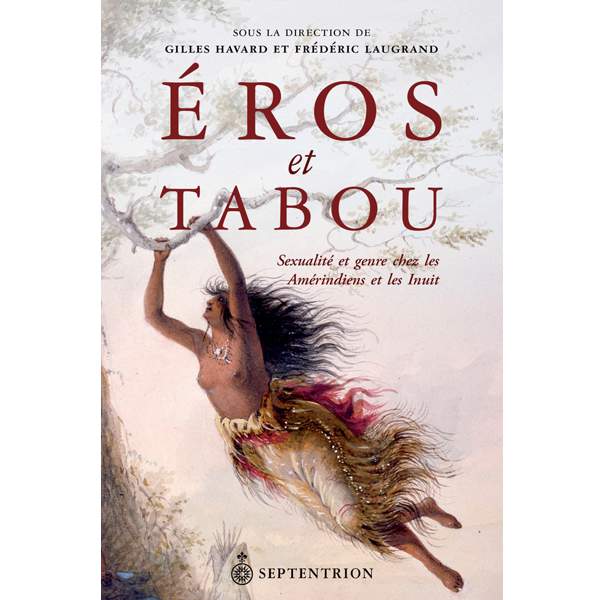 SOUS LA DIRECTION DE
GILLES HAVARD ET FRÉDÉRIC LAUGRAND
ÉROS
et
TABOU
Sexualité et genre chez les
Amérindiens et les Inuit
SEPTENTRION